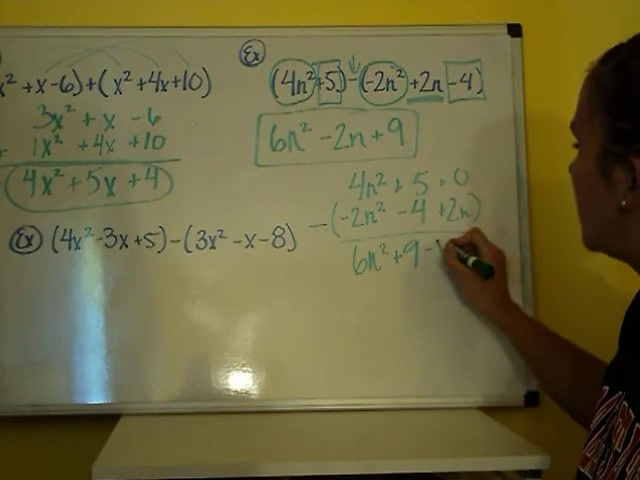 x² + x - 6) + (x² + 4x + 10)
3x² + x - 6
+ 1x² + 4x + 10
4x² + 5x + 4
Ex
(4n² + 5) - (-2n² + 2n - 4)
6n² - 2n + 9
4n² + 5 + 0
- (-2n² - 4 + 2n)
6n² + 9 -
Ex (4x² - 3x + 5) - (3x² - x - 8)